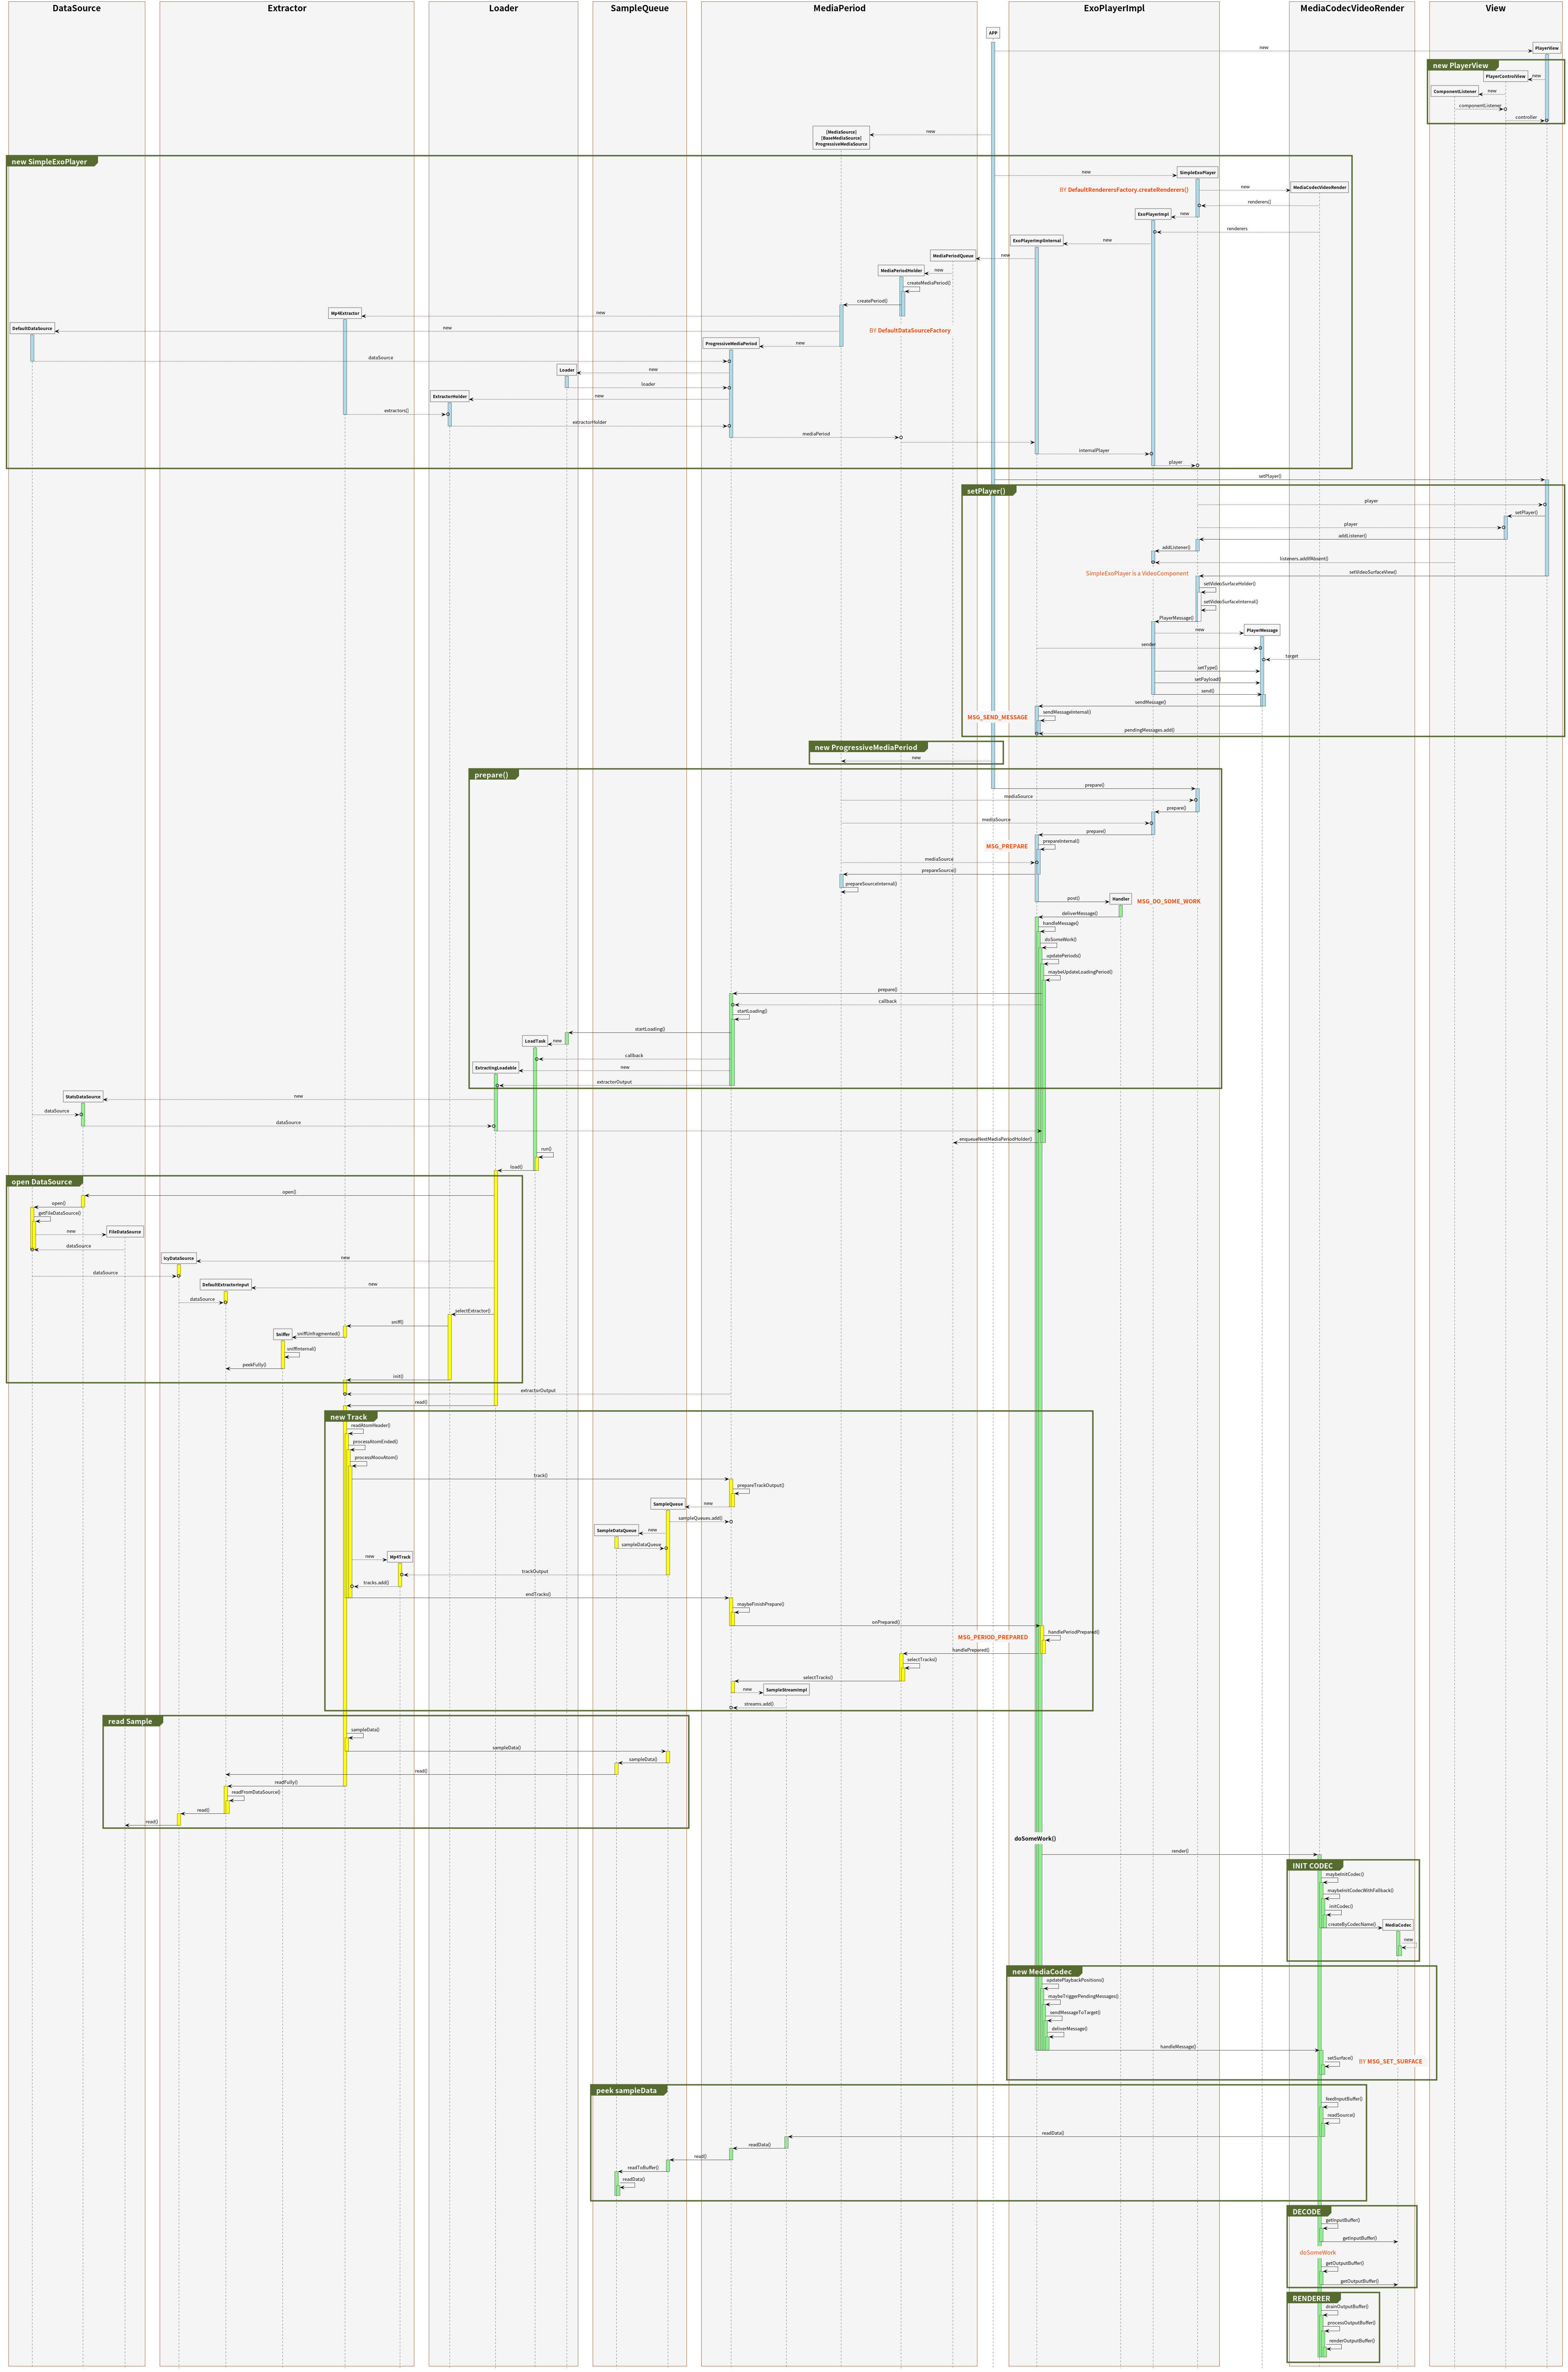 DataSource
Extractor
Loader
SampleQueue
MediaPeriod
ExoPlayerImpl
MediaCodecVideoRender
View
APP
new
PlayerView
new PlayerView
PlayerControlView
new
ComponentListener
new
componentListener
controller
[MediaSource]
[BaseMediaSource]
ProgressiveMediaSource
new
new SimpleExoPlayer
new
SimpleExoPlayer
BY DefaultRenderersFactory.createRenderers()
new
MediaCodecVideoRender
renderers[]
ExoPlayerImpl
new
renderers
ExoPlayerImplInternal
new
MediaPeriodQueue
new
MediaPeriodHolder
new
createMediaPeriod()
createPeriod()
Mp4Extractor
new
DefaultDataSource
new
BY DefaultDataSourceFactory
ProgressiveMediaPeriod
new
dataSource
Loader
new
loader
ExtractorHolder
new
extractors[]
extractorHolder
mediaPeriod
internalPlayer
player
setPlayer()
setPlayer()
player
setPlayer()
player
addListener()
addListener()
listeners.addIfAbsent()
SimpleExoPlayer is a VideoComponent
setVideoSurfaceView()
setVideoSurfaceHolder()
setVideoSurfaceInternal()
PlayerMessage()
new
PlayerMessage
sender
target
setType()
setPayload()
send()
sendMessage()
MSG_SEND_MESSAGE
sendMessageInternal()
pendingMessages.add()
new ProgressiveMediaPeriod
new
prepare()
prepare()
mediaSource
prepare()
mediaSource
prepare()
MSG_PREPARE
prepareInternal()
mediaSource
prepareSource()
prepareSourceInternal()
post()
Handler
MSG_DO_SOME_WORK
deliverMessage()
handleMessage()
doSomeWork()
updatePeriods()
maybeUpdateLoadingPeriod()
prepare()
callback
startLoading()
startLoading()
LoadTask
new
callback
ExtractingLoadable
new
extractorOutput
StatsDataSource
new
dataSource
dataSource
enqueueNextMediaPeriodHolder()
run()
load()
open DataSource
open()
open()
getFileDataSource()
new
FileDataSource
dataSource
IcyDataSource
new
dataSource
DefaultExtractorInput
new
dataSource
selectExtractor()
sniff()
Sniffer
sniffUnfragmented()
sniffInternal()
peekFully()
init()
extractorOutput
read()
new Track
readAtomHeader()
processAtomEnded()
processMoovAtom()
track()
prepareTrackOutput()
SampleQueue
new
sampleQueues.add()
SampleDataQueue
new
sampleDataQueue
new
Mp4Track
trackOutput
tracks.add()
endTracks()
maybeFinishPrepare()
onPrepared()
MSG_PERIOD_PREPARED
handlePeriodPrepared()
handlePrepared()
selectTracks()
selectTracks()
new
SampleStreamImpl
streams.add()
read Sample
sampleData()
sampleData()
sampleData()
read()
readFully()
readFromDataSource()
read()
read()
doSomeWork()
render()
INIT CODEC
maybeInitCodec()
maybeInitCodecWithFallback()
initCodec()
createByCodecName()
MediaCodec
new
new MediaCodec
updatePlaybackPositions()
maybeTriggerPendingMessages()
sendMessageToTarget()
deliverMessage()
handleMessage()
setSurface()
BY MSG_SET_SURFACE
peek sampleData
feedInputBuffer()
readSource()
readData()
readData()
read()
readToBuffer()
readData()
DECODE
getInputBuffer()
getInputBuffer()
doSomeWork
getOutputBuffer()
getOutputBuffer()
RENDERER
drainOutputBuffer()
processOutputBuffer()
renderOutputBuffer()